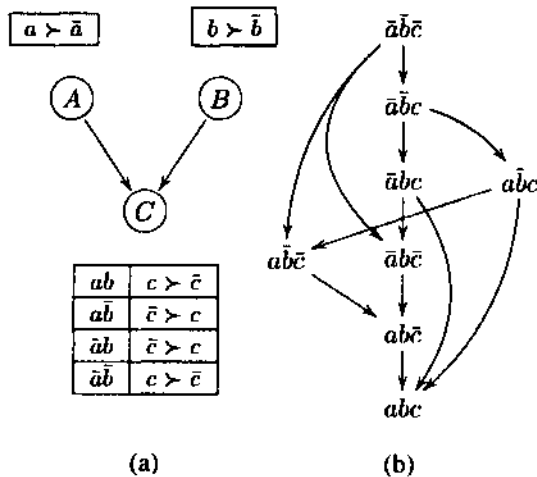 a ≻ ā
b ≻ b̄
A
B
C
ab c ≻ c̄
ab̄ c̄ ≻ c
āb c̄ ≻ c
āb̄ c ≻ c̄
(a)
āb̄c̄
āb̄c
ābc
ab̄c
ab̄c̄
ābc̄
abc̄
abc
(b)